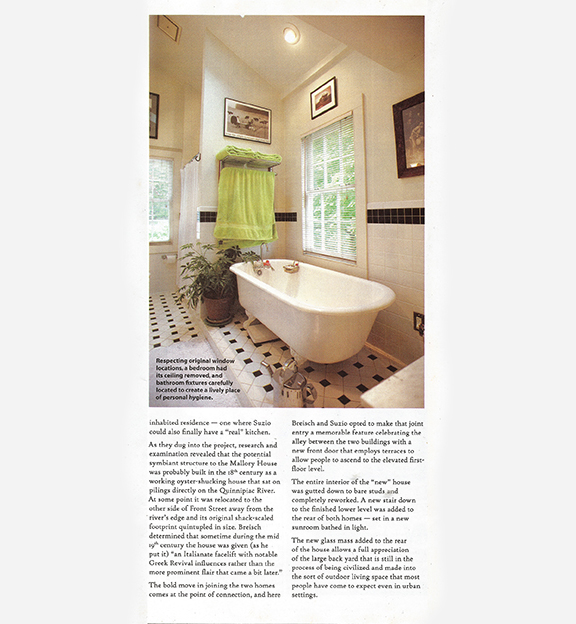 Respecting original window
locations, a bedroom had
its ceiling removed, and
bathroom fixtures carefully
located to create a lively place
of personal hygiene.
inhabited residence — one where Suzio
could also finally have a “real” kitchen.
As they dug into the project, research and
examination revealed that the potential
symbiant structure to the Mallory House
was probably built in the 18th century as a
working oyster-shucking house that sat on
pilings directly on the Quinnipiac River.
At some point it was relocated to the
other side of Front Street away from the
river’s edge and its original shack-scaled
footprint quintupled in size. Breisch
determined that sometime during the mid
19th century the house was given (as he
put it) “an Italianate facelift with notable
Greek Revival influences rather than the
more prominent flair that came a bit later.”
The bold move in joining the two homes
comes at the point of connection, and here
Breisch and Suzio opted to make that joint
entry a memorable feature celebrating the
alley between the two buildings with a
new front door that employs terraces to
allow people to ascend to the elevated first-
floor level.
The entire interior of the “new” house
was gutted down to bare studs and
completely reworked. A new stair down
to the finished lower level was added to
the rear of both homes — set in a new
sunroom bathed in light.
The new glass mass added to the rear
of the house allows a full appreciation
of the large back yard that is still in the
process of being civilized and made into
the sort of outdoor living space that most
people have come to expect even in urban
settings.